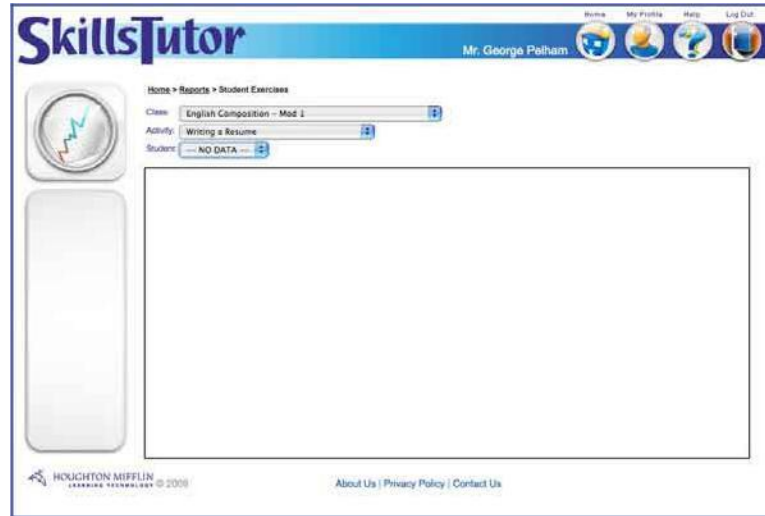 Home My Profile Help Log Out
SkillsTutor
Mr. George Pelham
Home > Reports > Student Exercises
Class: English Composition - Mod 1
Activity: Writing a Resume
Student: -- NO DATA --
HOUGHTON MIFFLIN
LEARNING TECHNOLOGY © 2008
About Us | Privacy Policy | Contact Us